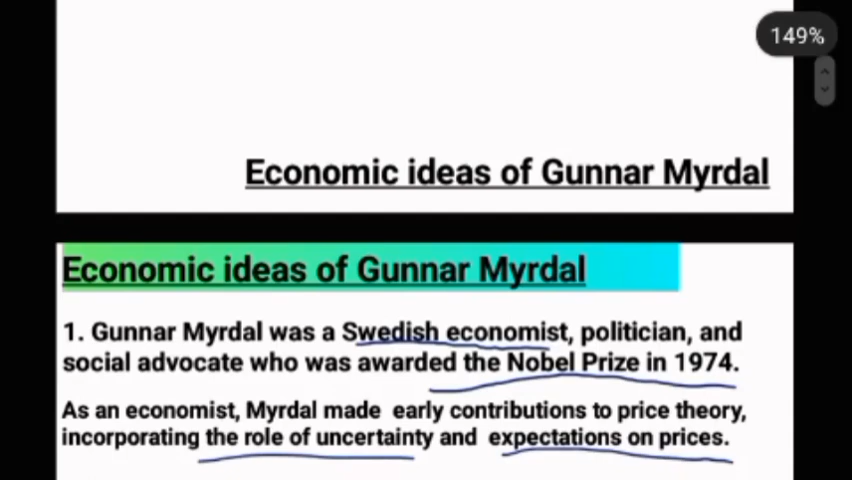 149%
Economic ideas of Gunnar Myrdal
Economic ideas of Gunnar Myrdal
1. Gunnar Myrdal was a Swedish economist, politician, and
social advocate who was awarded the Nobel Prize in 1974.
As an economist, Myrdal made early contributions to price theory,
incorporating the role of uncertainty and expectations on prices.